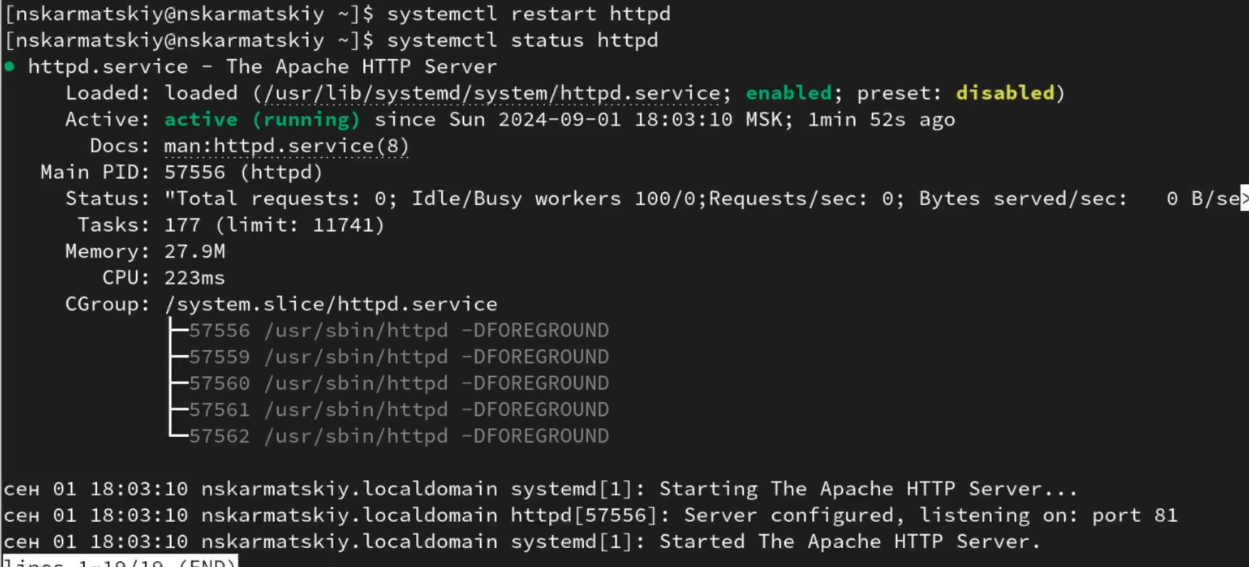 [nskarmatskiy@nskarmatskiy ~]$ systemctl restart httpd
[nskarmatskiy@nskarmatskiy ~]$ systemctl status httpd
● httpd.service - The Apache HTTP Server
     Loaded: loaded (/usr/lib/systemd/system/httpd.service; enabled; preset: disabled)
     Active: active (running) since Sun 2024-09-01 18:03:10 MSK; 1min 52s ago
       Docs: man:httpd.service(8)
   Main PID: 57556 (httpd)
     Status: "Total requests: 0; Idle/Busy workers 100/0;Requests/sec: 0; Bytes served/sec:   0 B/se>
      Tasks: 177 (limit: 11741)
     Memory: 27.9M
        CPU: 223ms
     CGroup: /system.slice/httpd.service
             ├─57556 /usr/sbin/httpd -DFOREGROUND
             ├─57559 /usr/sbin/httpd -DFOREGROUND
             ├─57560 /usr/sbin/httpd -DFOREGROUND
             ├─57561 /usr/sbin/httpd -DFOREGROUND
             └─57562 /usr/sbin/httpd -DFOREGROUND
сен 01 18:03:10 nskarmatskiy.localdomain systemd[1]: Starting The Apache HTTP Server...
сен 01 18:03:10 nskarmatskiy.localdomain httpd[57556]: Server configured, listening on: port 81
сен 01 18:03:10 nskarmatskiy.localdomain systemd[1]: Started The Apache HTTP Server.
lines 1-19/19 (END)